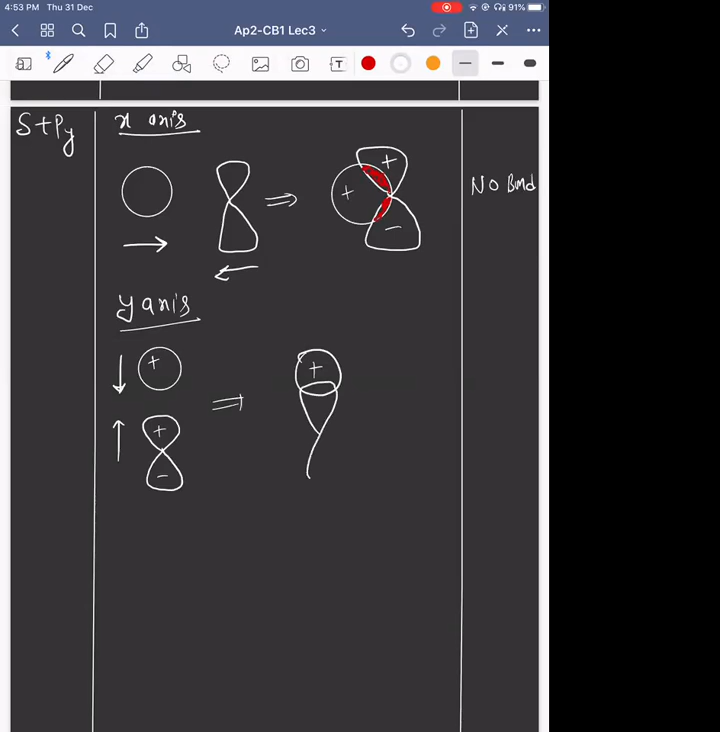 4:53 PM Thu 31 Dec
91%
Ap2-CB1 Lec3
T
S+Py
x axis
+
+
-
No Bond
y axis
+
+
-
+